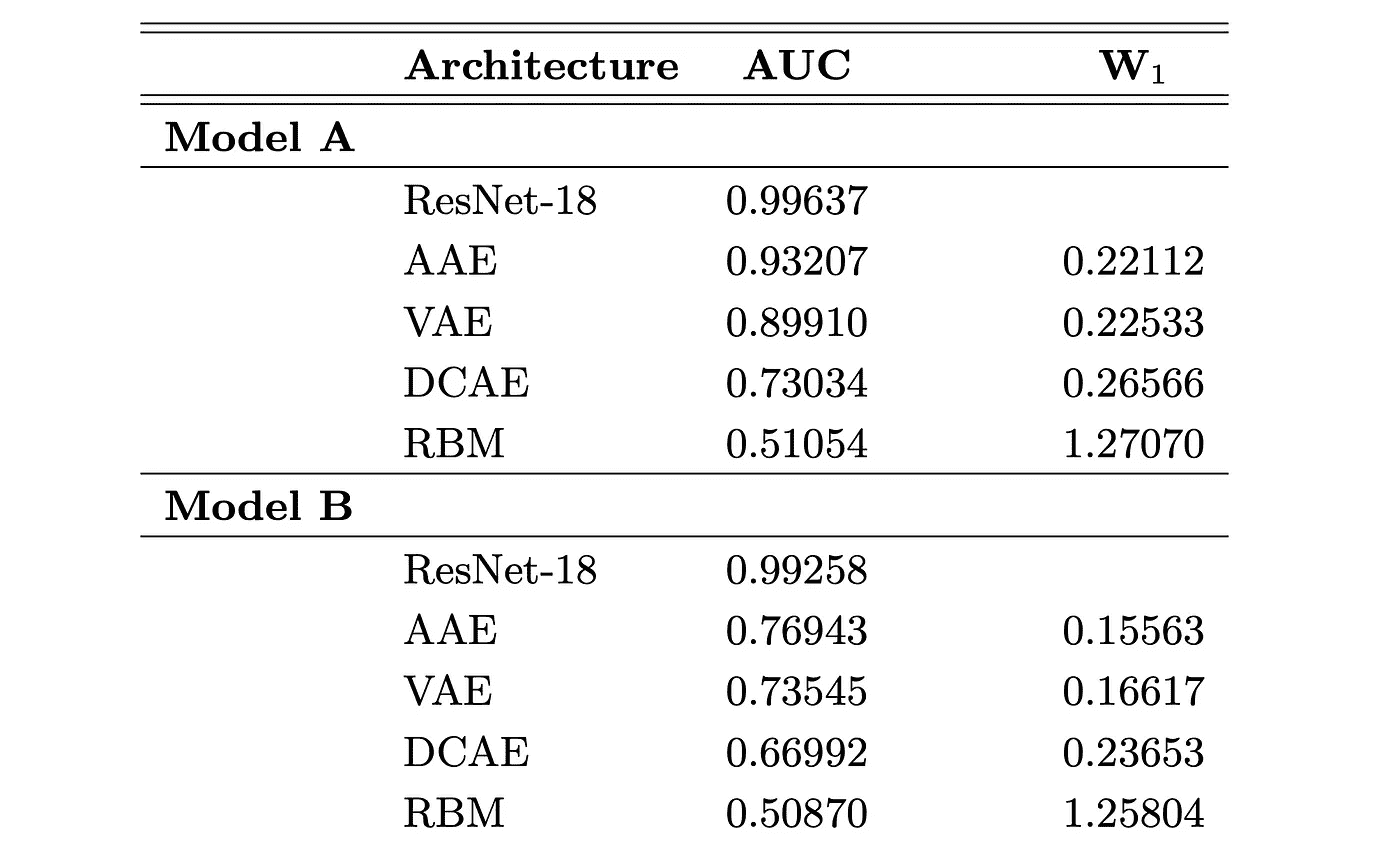 Architecture AUC W₁
Model A
ResNet-18 0.99637
AAE 0.93207 0.22112
VAE 0.89910 0.22533
DCAE 0.73034 0.26566
RBM 0.51054 1.27070
Model B
ResNet-18 0.99258
AAE 0.76943 0.15563
VAE 0.73545 0.16617
DCAE 0.66992 0.23653
RBM 0.50870 1.25804